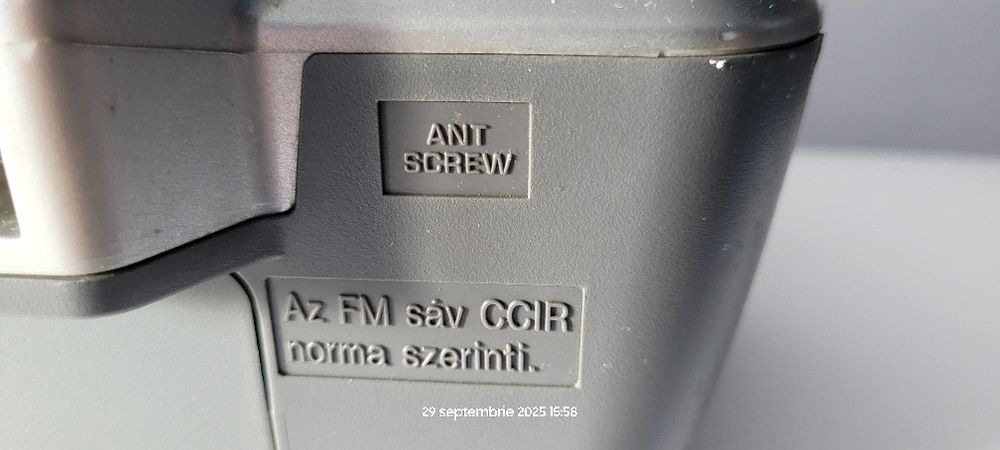 ANT
SCREW
Az FM sáv CCIR
norma szerinti.
29 septembrie 2025 15:58